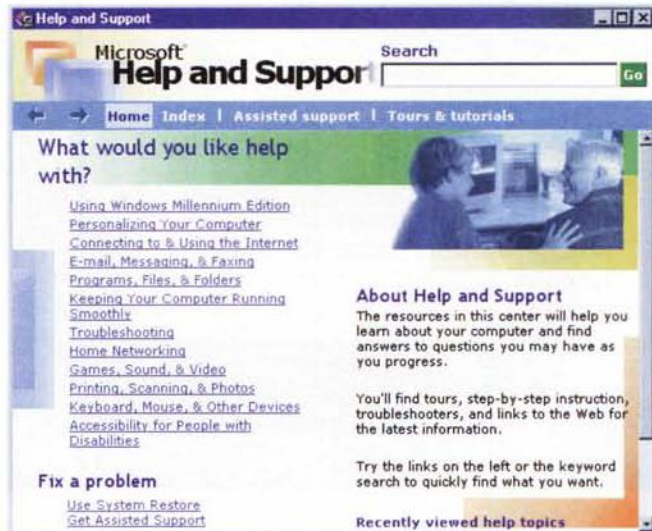 Help and Support
Microsoft
Help and Support
Search
Go
Home Index | Assisted support | Tours & tutorials
What would you like help
with?
Using Windows Millennium Edition
Personalizing Your Computer
Connecting to & Using the Internet
E-mail, Messaging, & Faxing
Programs, Files, & Folders
Keeping Your Computer Running
Smoothly
Troubleshooting
Home Networking
Games, Sound, & Video
Printing, Scanning, & Photos
Keyboard, Mouse, & Other Devices
Accessibility for People with
Disabilities
Fix a problem
Use System Restore
Get Assisted Support
About Help and Support
The resources in this center will help you
learn about your computer and find
answers to questions you may have as
you progress.
You'll find tours, step-by-step instruction,
troubleshooters, and links to the Web for
the latest information.
Try the links on the left or the keyword
search to quickly find what you want.
Recently viewed help topics